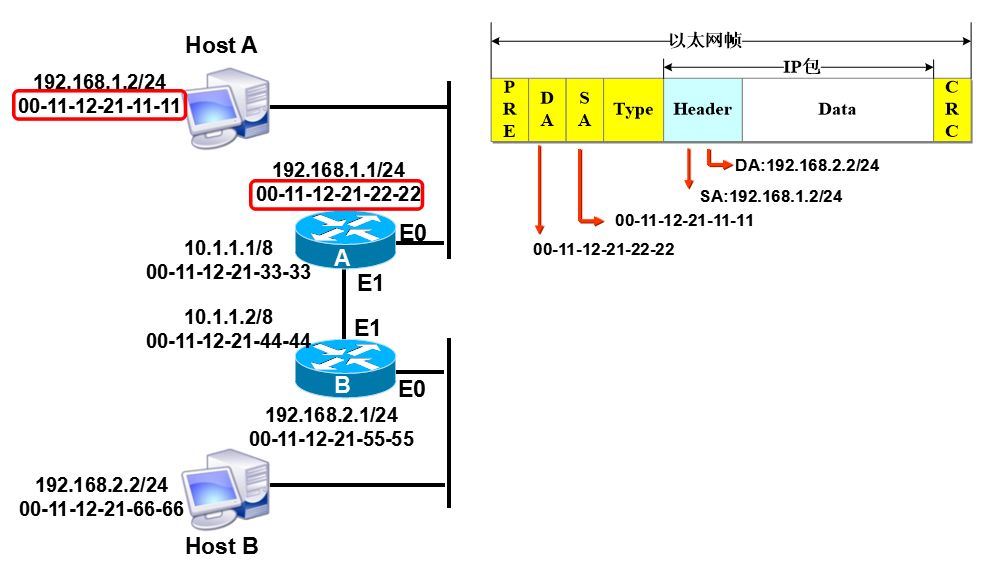 Host A
192.168.1.2/24
00-11-12-21-11-11
192.168.1.1/24
00-11-12-21-22-22
E0
A
10.1.1.1/8
00-11-12-21-33-33
E1
10.1.1.2/8
00-11-12-21-44-44
E1
B
E0
192.168.2.1/24
00-11-12-21-55-55
192.168.2.2/24
00-11-12-21-66-66
Host B
以太网帧
IP包
PRE
DA
SA
Type
Header
Data
CRC
DA:192.168.2.2/24
SA:192.168.1.2/24
00-11-12-21-11-11
00-11-12-21-22-22